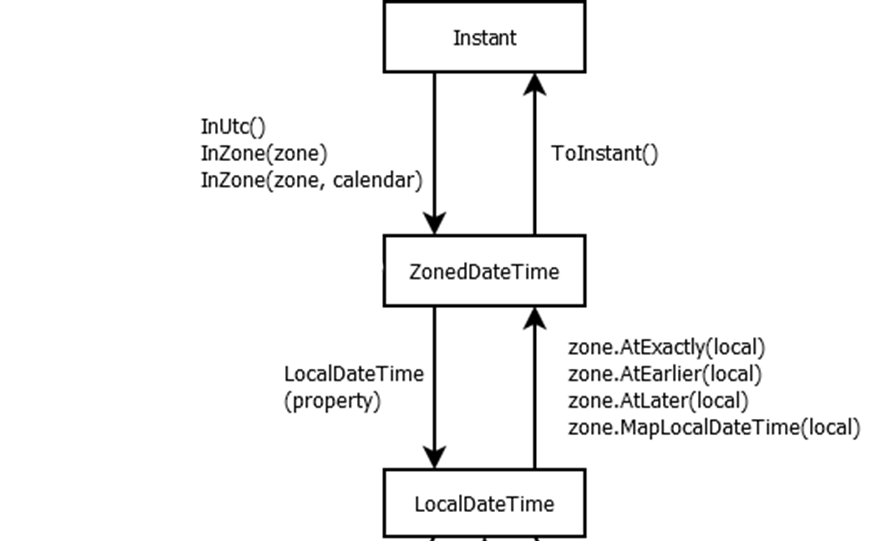 Instant
InUtc()
InZone(zone)
InZone(zone, calendar)
ToInstant()
ZonedDateTime
LocalDateTime
(property)
zone.AtExactly(local)
zone.AtEarlier(local)
zone.AtLater(local)
zone.MapLocalDateTime(local)
LocalDateTime